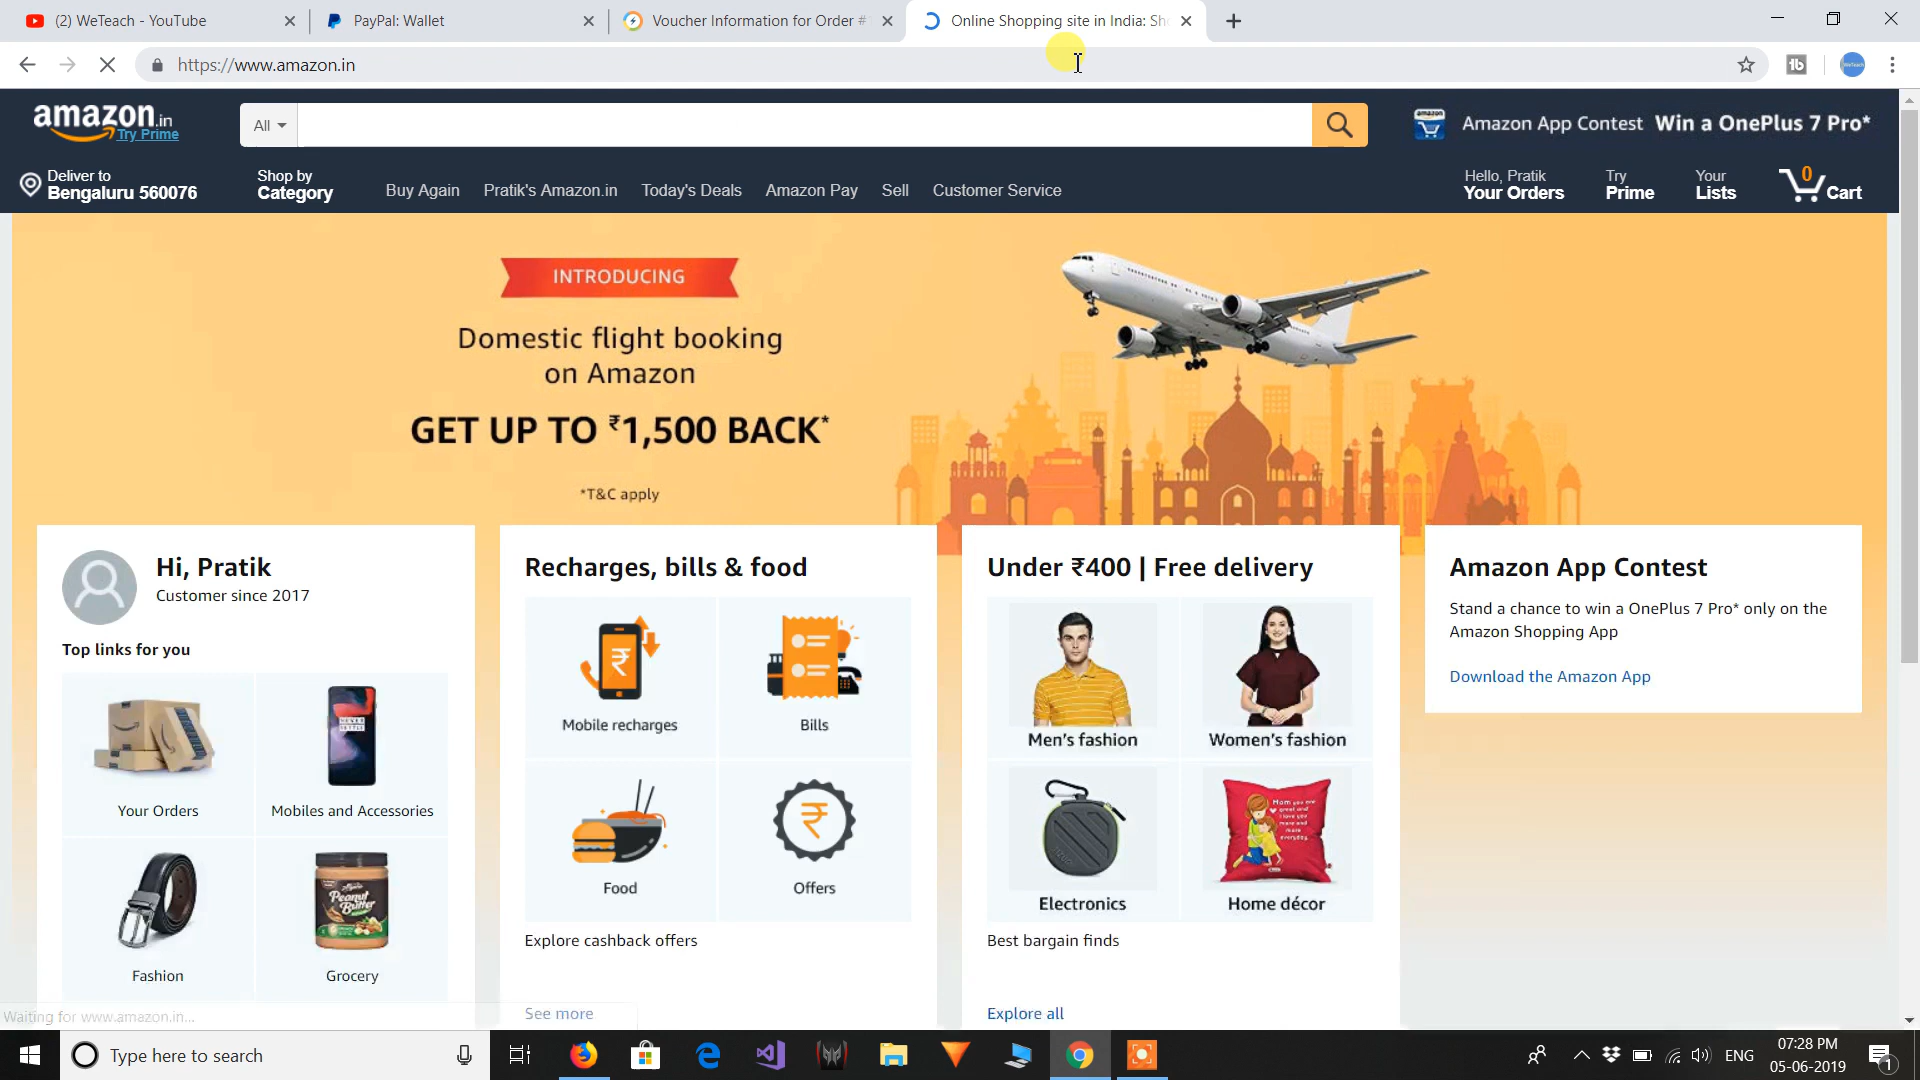 (2) WeTeach - YouTube
PayPal: Wallet
Voucher Information for Order #
Online Shopping site in India: Sh
https://www.amazon.in
amazon.in
Try Prime
All
Amazon App Contest Win a OnePlus 7 Pro*
Deliver to
Bengaluru 560076
Shop by
Category
Buy Again
Pratik's Amazon.in
Today's Deals
Amazon Pay
Sell
Customer Service
Hello, Pratik
Your Orders
Try
Prime
Your
Lists
0
Cart
INTRODUCING
Domestic flight booking
on Amazon
GET UP TO ₹1,500 BACK*
*T&C apply
Hi, Pratik
Customer since 2017
Top links for you
Your Orders
Mobiles and Accessories
Fashion
Grocery
Recharges, bills & food
Mobile recharges
Bills
Food
Offers
Explore cashback offers
See more
Under ₹400 | Free delivery
Men's fashion
Women's fashion
Electronics
Home décor
Best bargain finds
Explore all
Amazon App Contest
Stand a chance to win a OnePlus 7 Pro* only on the
Amazon Shopping App
Download the Amazon App
Peanut
Butter
Waiting for www.amazon.in...
Type here to search
ENG
07:28 PM
05-06-2019
1